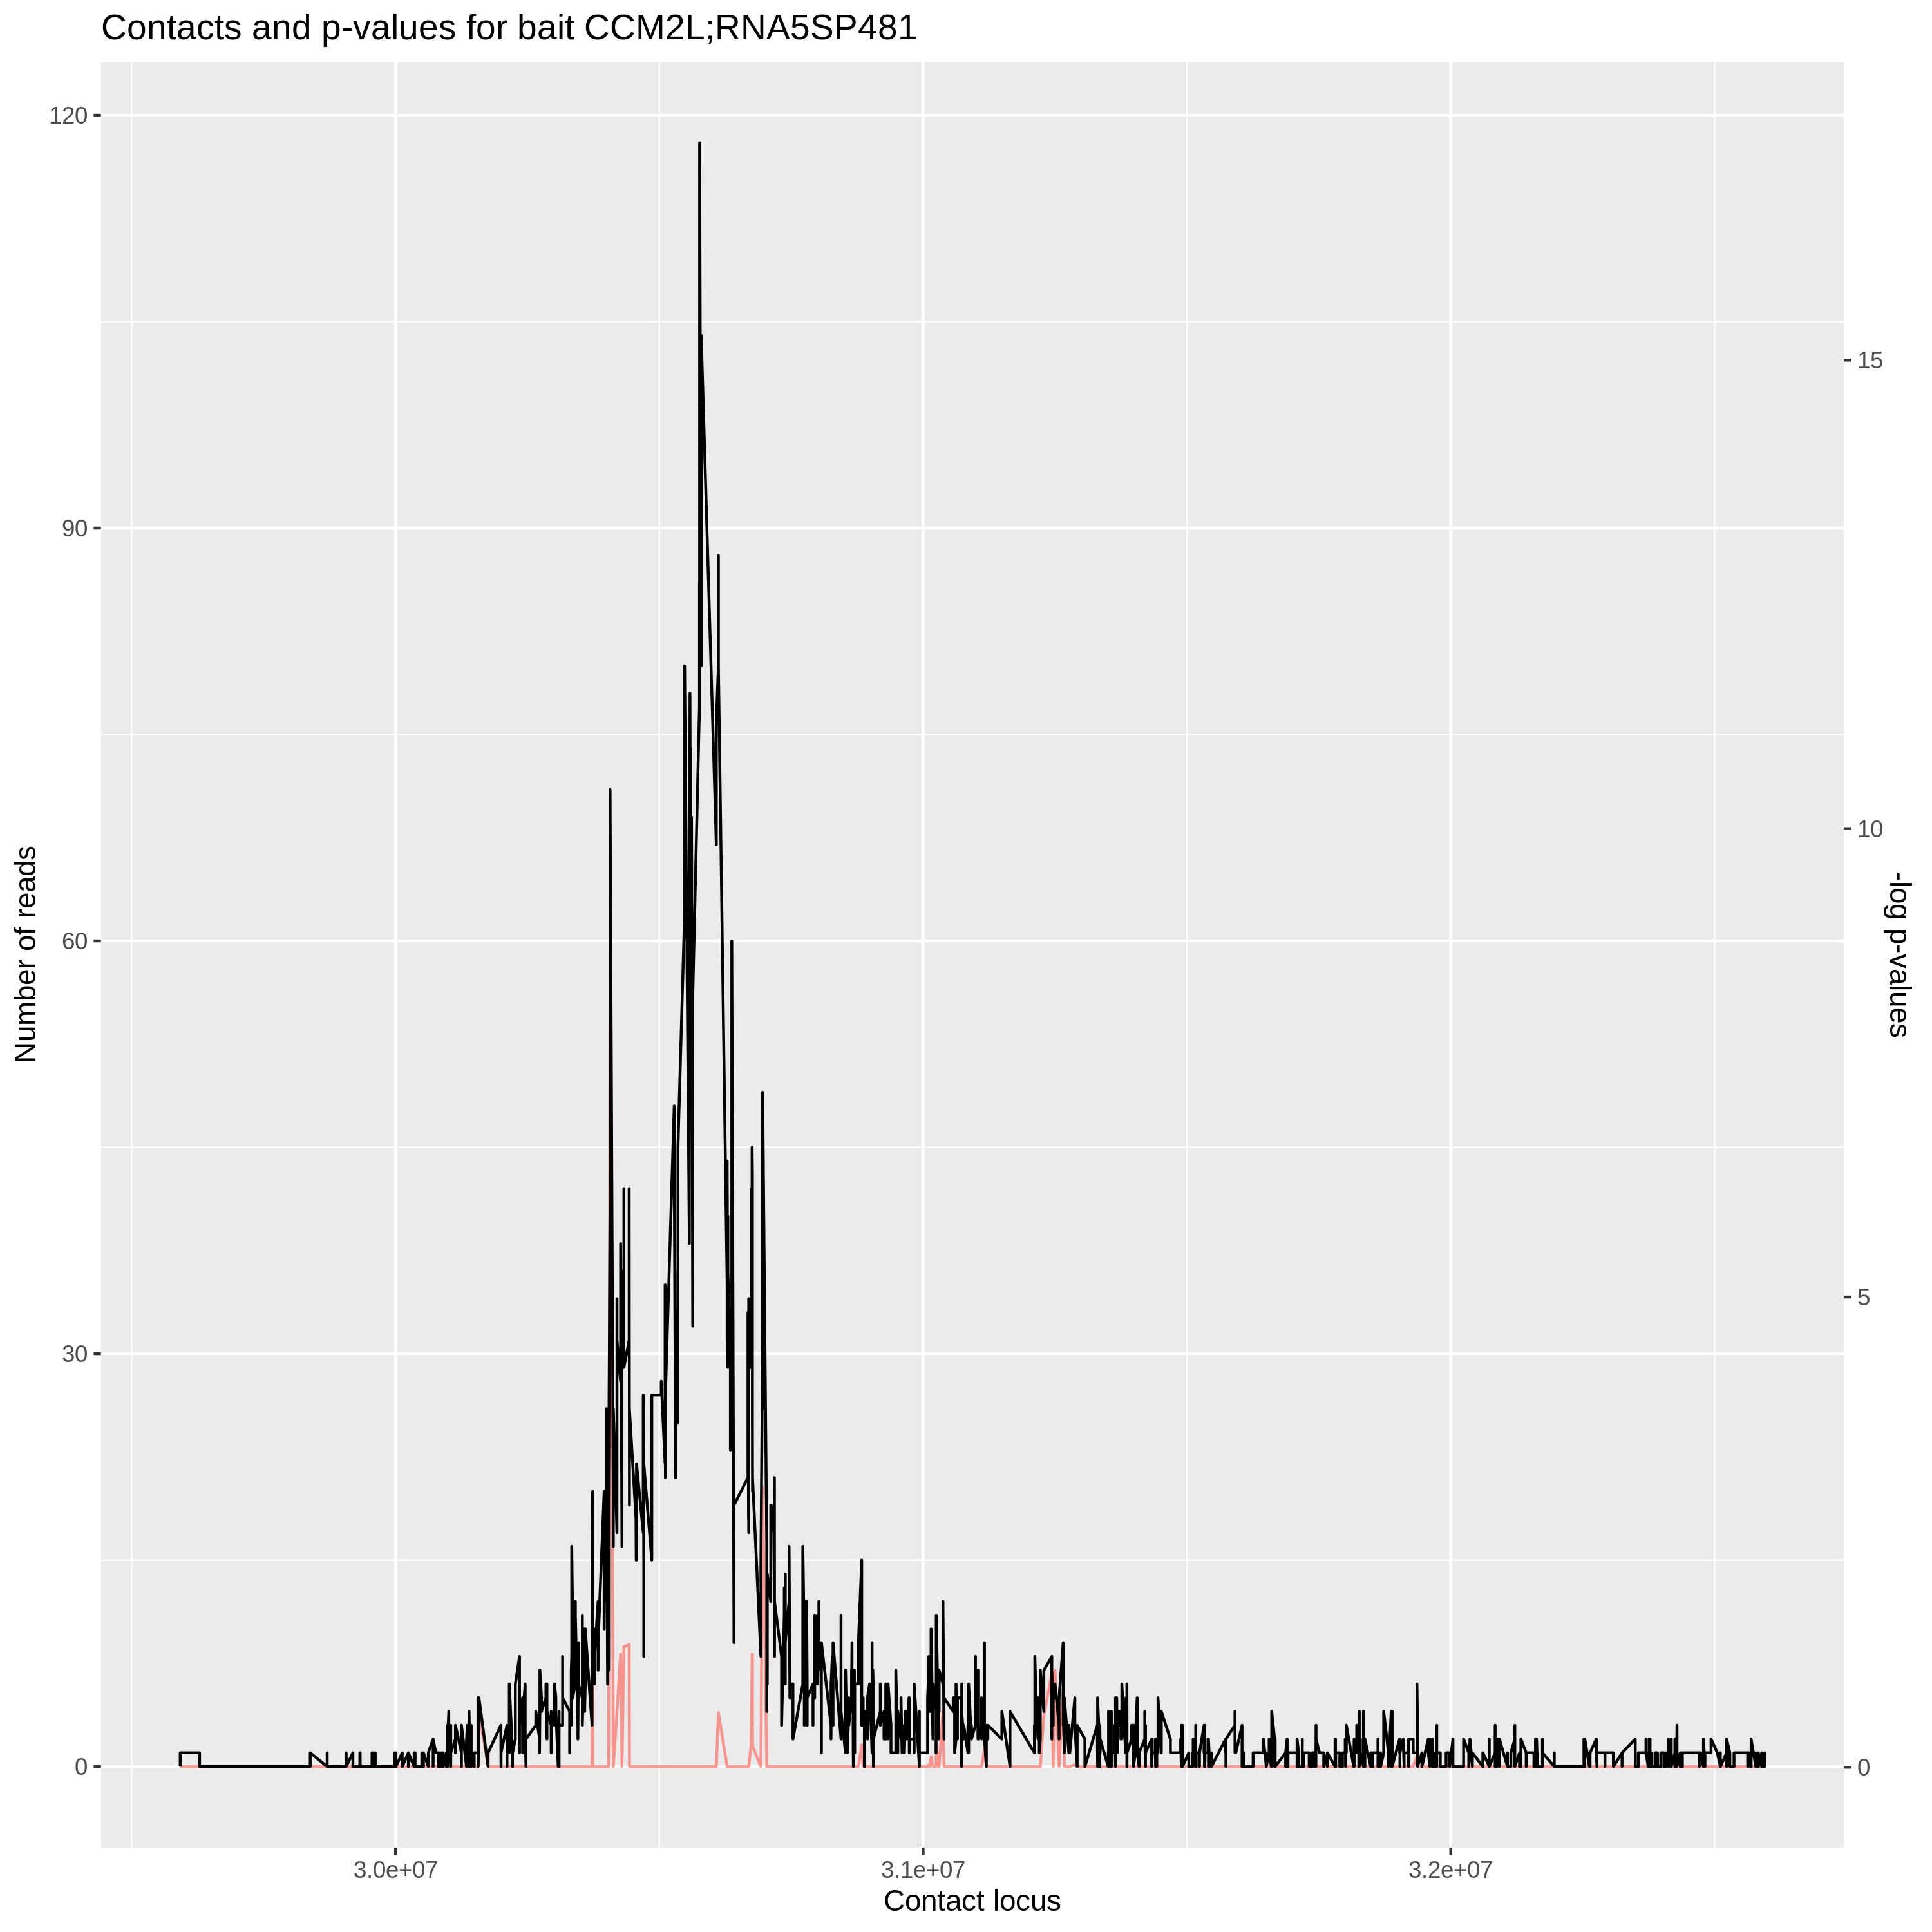 Contacts and p-values for bait CCM2L;RNA5SP481
120
90
60
30
0
Number of reads
15
10
5
0
-log p-values
3.0e+07
3.1e+07
3.2e+07
Contact locus